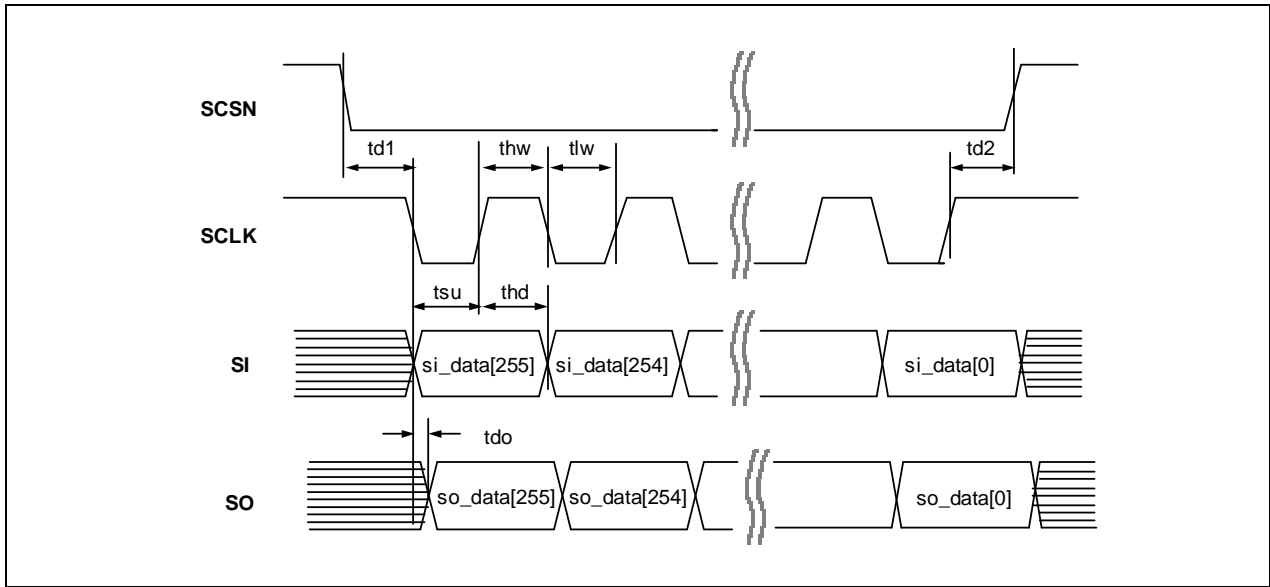 SCSN
td1
thw
tlw
td2
SCLK
tsu
thd
SI
si_data[255]
si_data[254]
si_data[0]
tdo
SO
so_data[255]
so_data[254]
so_data[0]